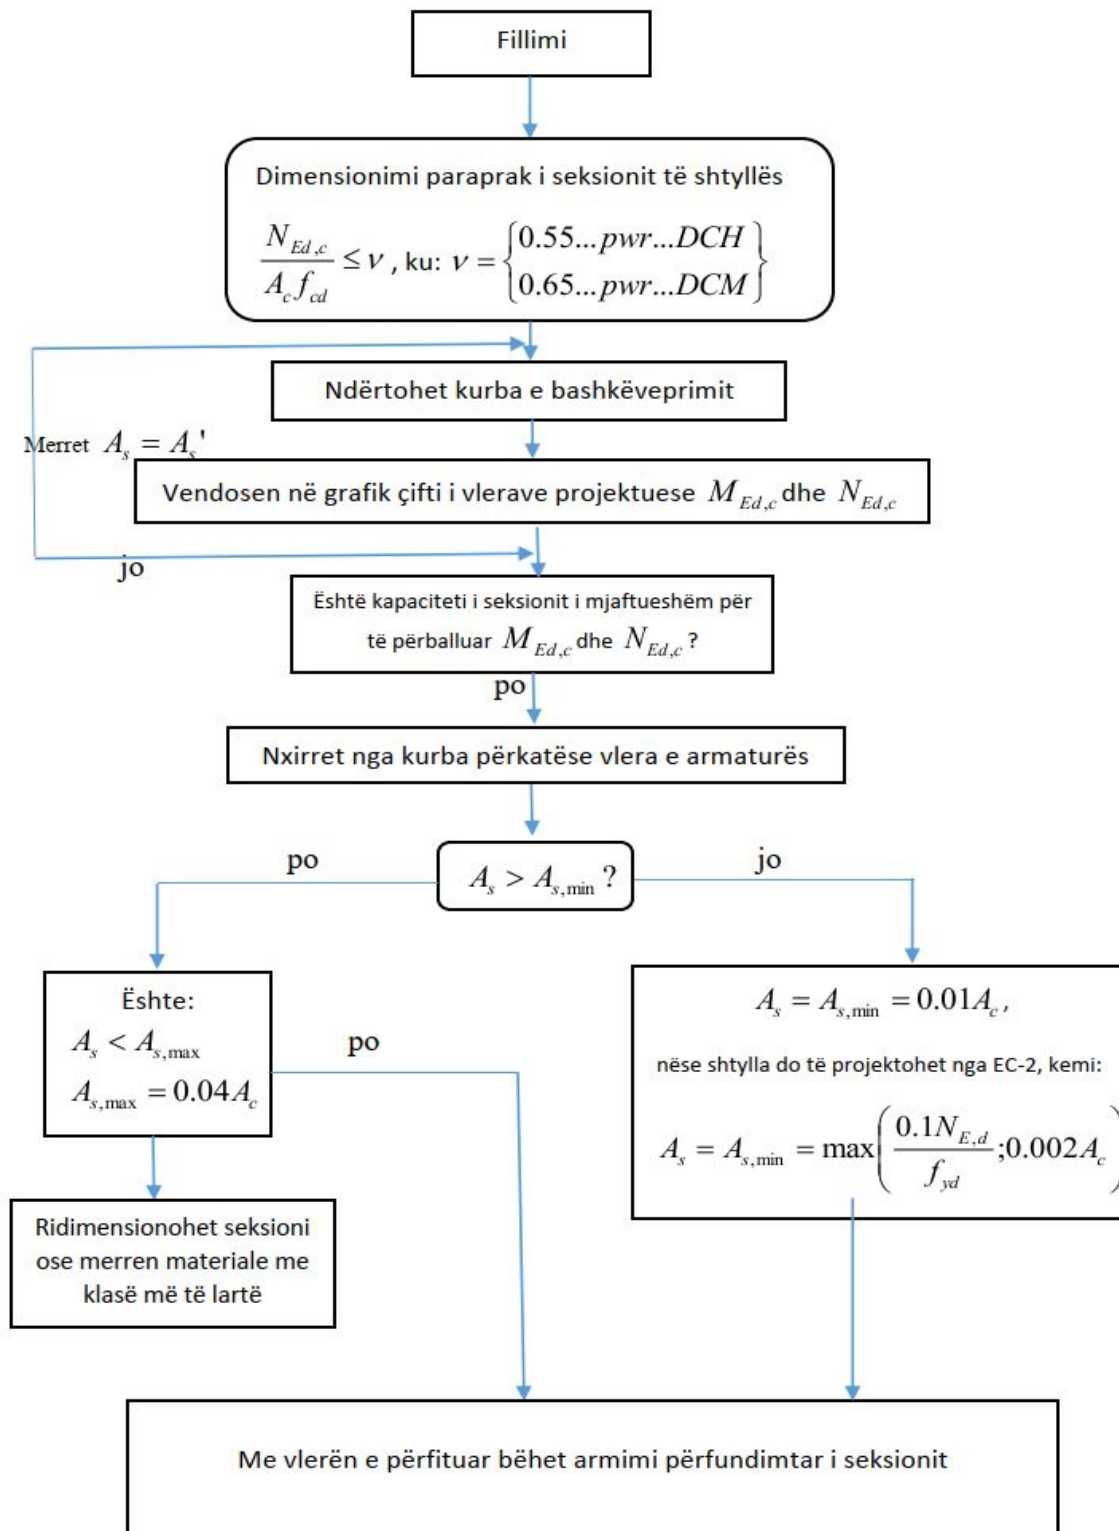 Fillimi
Dimensionimi paraprak i seksionit të shtyllës
N_{Ed,c} / A_c f_{cd} ≤ ν , ku: ν = { 0.55...pwr...DCH
0.65...pwr...DCM }
Ndërtohet kurba e bashkëveprimit
Merret A_s = A_s'
Vendosen në grafik çifti i vlerave projektuese M_{Ed,c} dhe N_{Ed,c}
jo
Është kapaciteti i seksionit i mjaftueshëm për
të përballuar M_{Ed,c} dhe N_{Ed,c} ?
po
Nxirret nga kurba përkatëse vlera e armaturës
po
A_s > A_{s,min} ?
jo
Ështe:
A_s < A_{s,max}
A_{s,max} = 0.04A_c
po
A_s = A_{s,min} = 0.01A_c ,
nëse shtylla do të projektohet nga EC-2, kemi:
A_s = A_{s,min} = max( 0.1N_{E,d} / f_{yd} ;0.002A_c )
Ridimensionohet seksioni
ose merren materiale me
klasë më të lartë
Me vlerën e përfituar bëhet armimi përfundimtar i seksionit